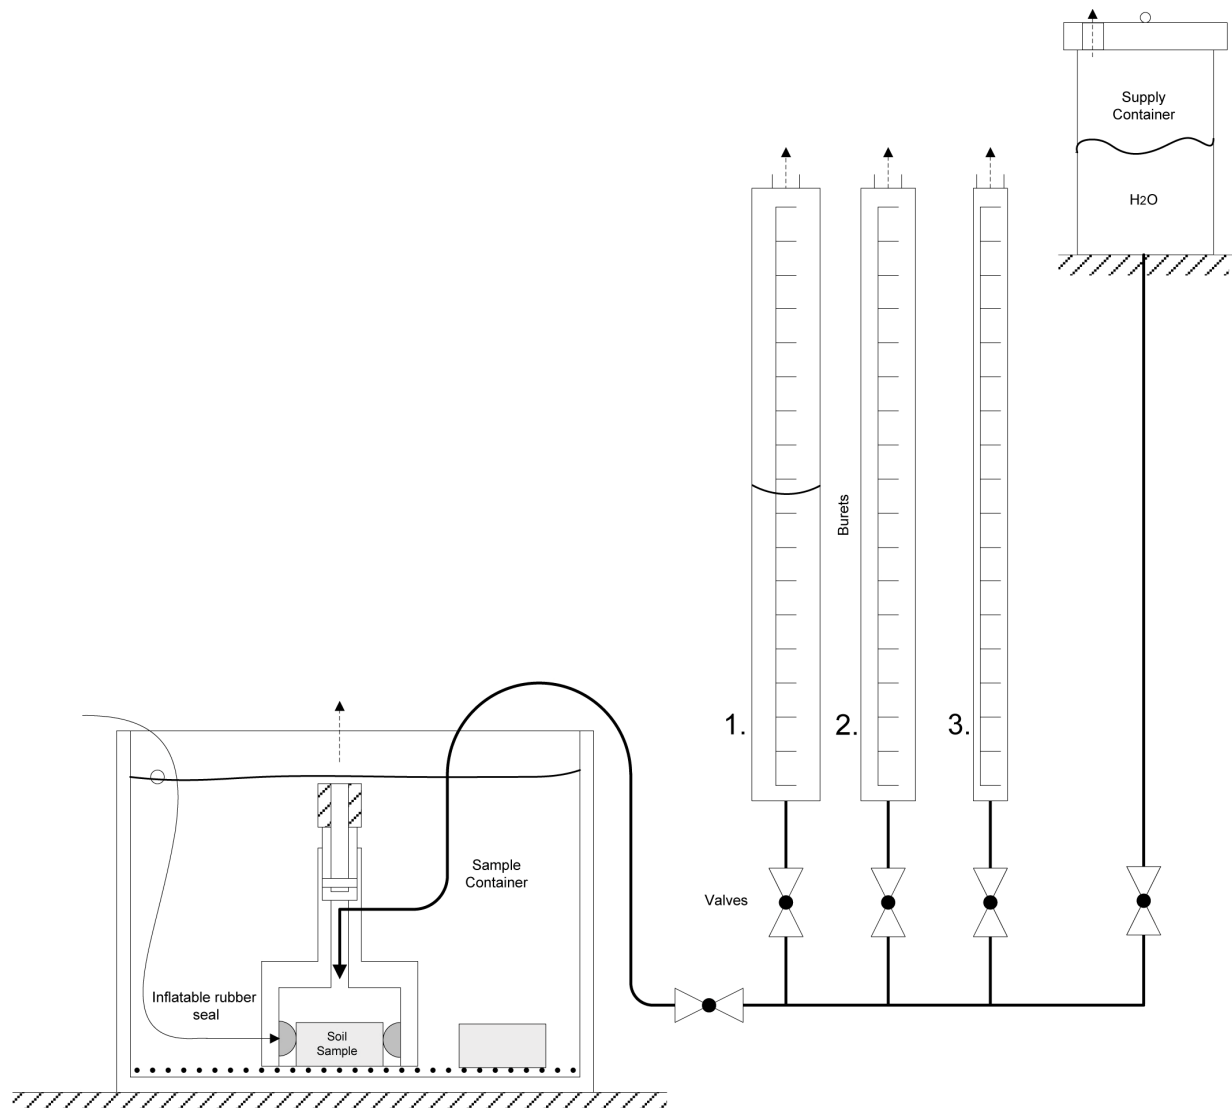 Supply
Container
H2O
Burets
1.
2.
3.
Sample
Container
Valves
Inflatable rubber
seal
Soil
Sample